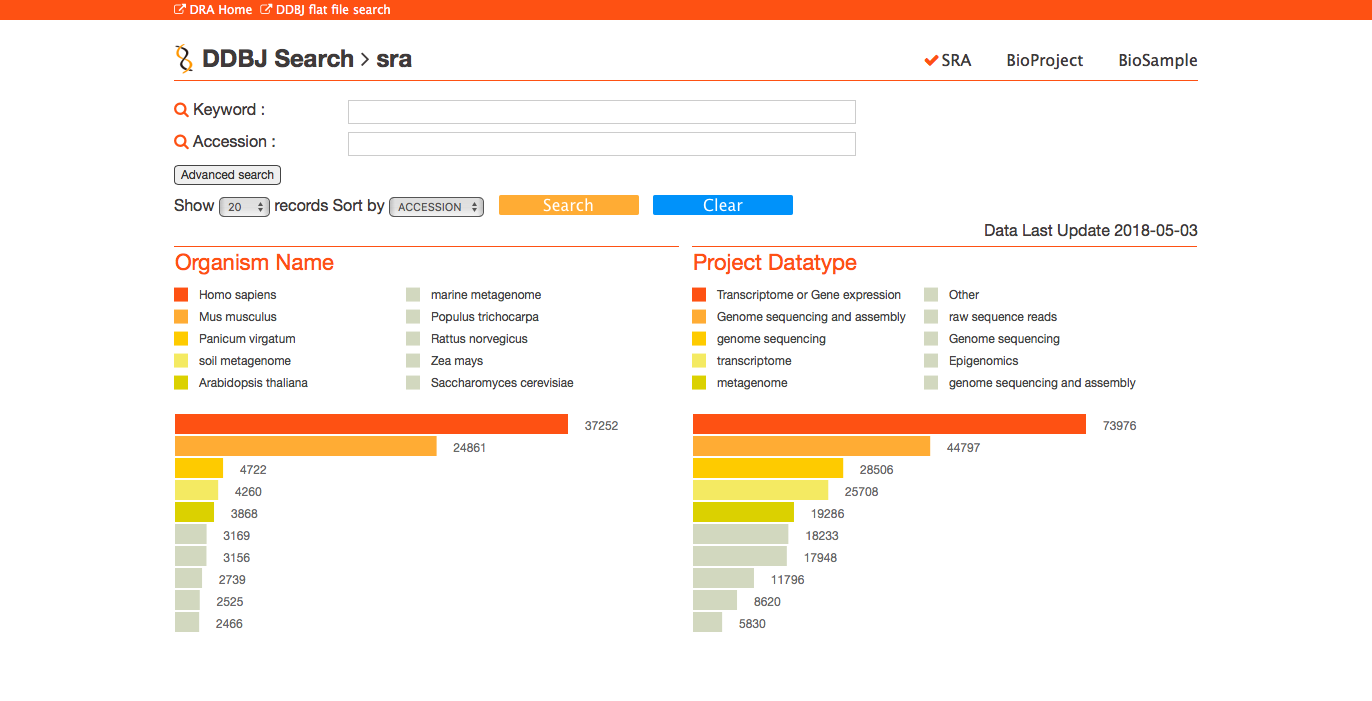 DRA Home DDBJ flat file search
DDBJ Search > sra
SRA BioProject BioSample
Keyword :
Accession :
Advanced search
Show 20 records Sort by ACCESSION Search Clear
Data Last Update 2018-05-03
Organism Name
Homo sapiens marine metagenome
Mus musculus Populus trichocarpa
Panicum virgatum Rattus norvegicus
soil metagenome Zea mays
Arabidopsis thaliana Saccharomyces cerevisiae
37252
24861
4722
4260
3868
3169
3156
2739
2525
2466
Project Datatype
Transcriptome or Gene expression Other
Genome sequencing and assembly raw sequence reads
genome sequencing Genome sequencing
transcriptome Epigenomics
metagenome genome sequencing and assembly
73976
44797
28506
25708
19286
18233
17948
11796
8620
5830